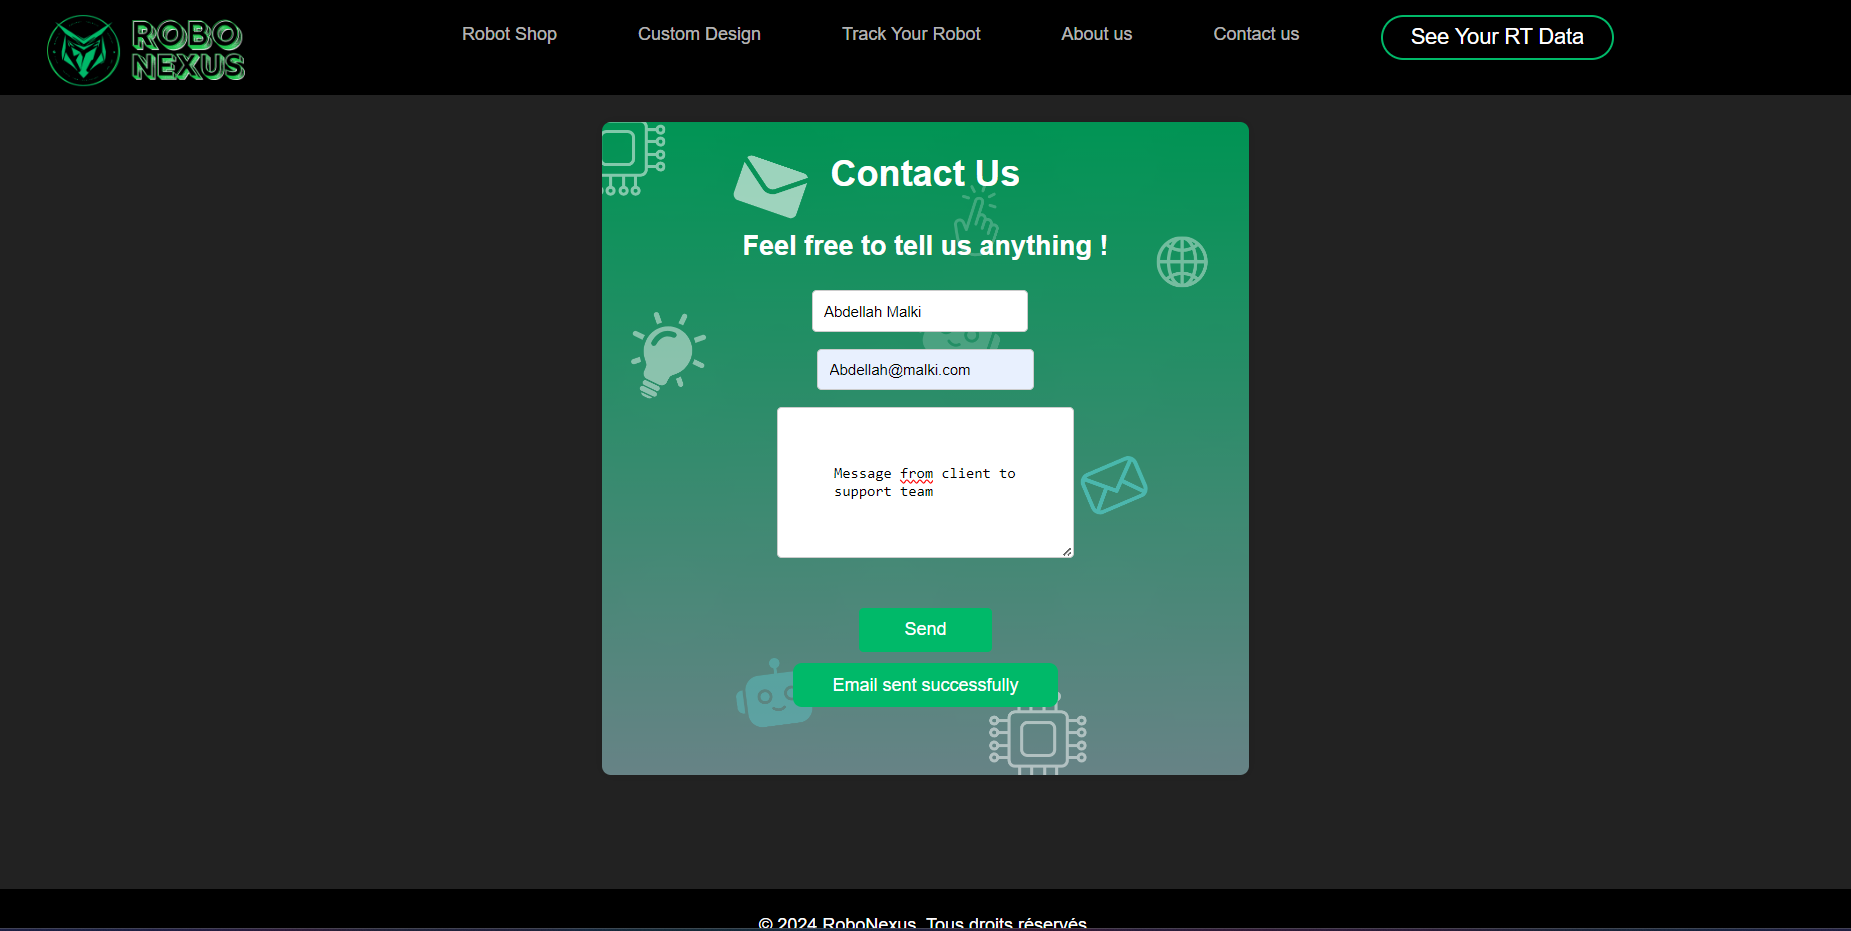 ROBO
NEXUS
Robot Shop
Custom Design
Track Your Robot
About us
Contact us
See Your RT Data
Contact Us
Feel free to tell us anything !
Abdellah Malki
Abdellah@malki.com
Message from client to
support team
Send
Email sent successfully
© 2024 RoboNexus. Tous droits réservés